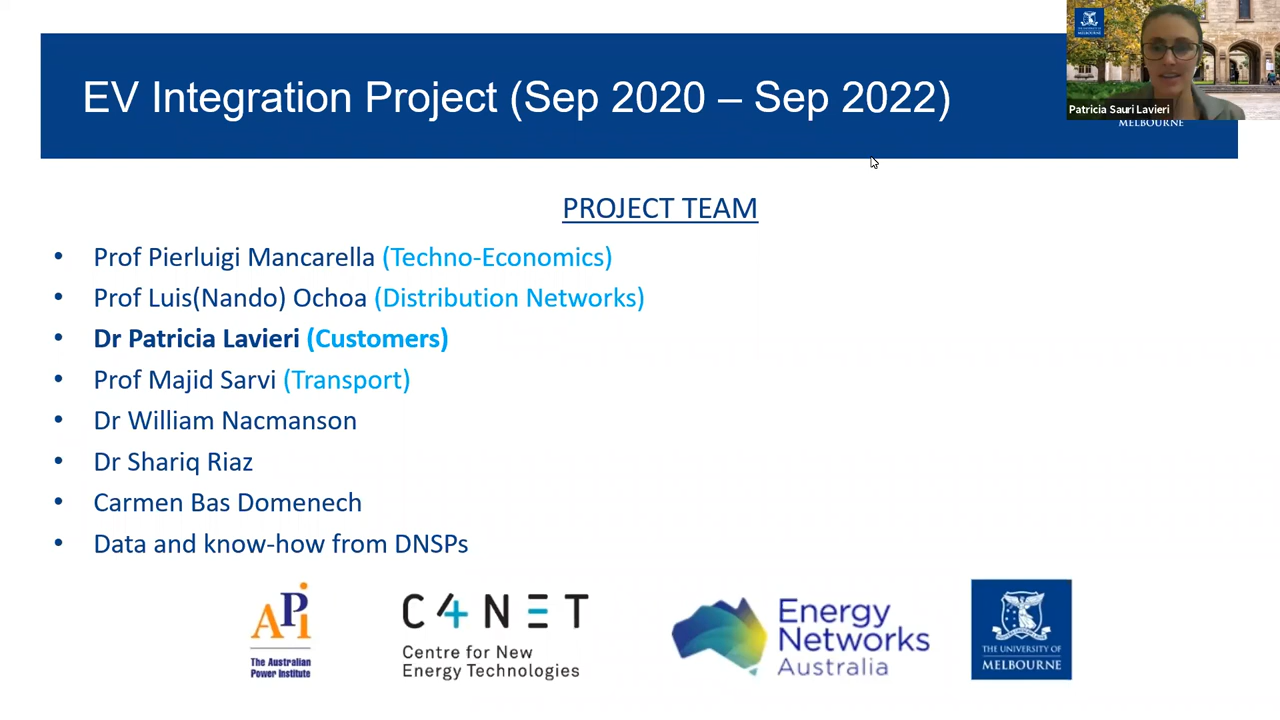 EV Integration Project (Sep 2020 – Sep 2022)
MELBOURNE
Patricia Sauri Lavieri
MELBOURNE
PROJECT TEAM
• Prof Pierluigi Mancarella (Techno-Economics)
• Prof Luis(Nando) Ochoa (Distribution Networks)
• Dr Patricia Lavieri (Customers)
• Prof Majid Sarvi (Transport)
• Dr William Nacmanson
• Dr Shariq Riaz
• Carmen Bas Domenech
• Data and know-how from DNSPs
APi
The Australian
Power Institute
C4NET
Centre for New
Energy Technologies
Energy
Networks
Australia
THE UNIVERSITY OF
MELBOURNE